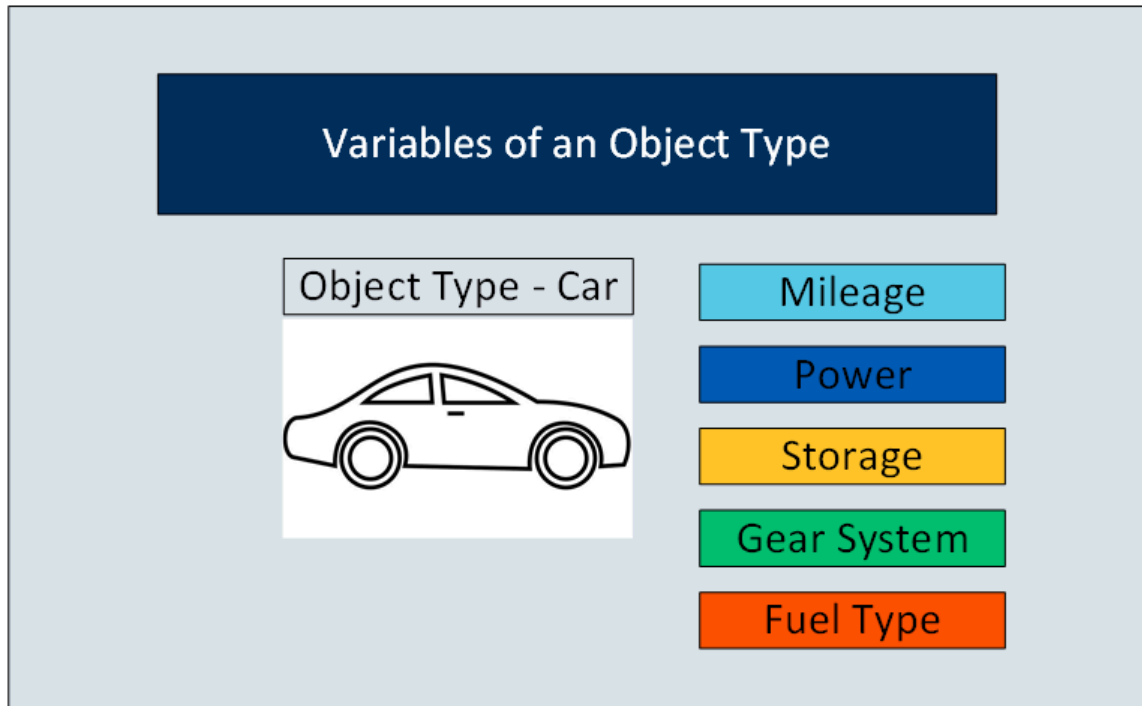 Variables of an Object Type
Object Type - Car
Mileage
Power
Storage
Gear System
Fuel Type